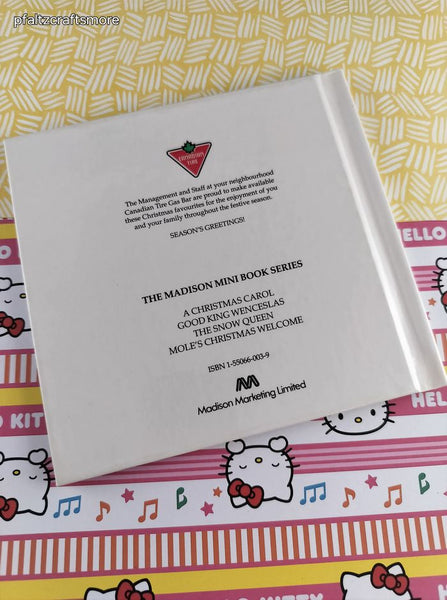 pfaltzcraftsmore
CANADIAN
TIRE
The Management and Staff at your neighbourhood
Canadian Tire Gas Bar are proud to make available
these Christmas favourites for the enjoyment of you
and your family throughout the festive season.
SEASON'S GREETINGS!
THE MADISON MINI BOOK SERIES
A CHRISTMAS CAROL
GOOD KING WENCESLAS
THE SNOW QUEEN
MOLE'S CHRISTMAS WELCOME
ISBN 1-55066-003-9
Madison Marketing Limited
ELLO
O KITT
HELLO